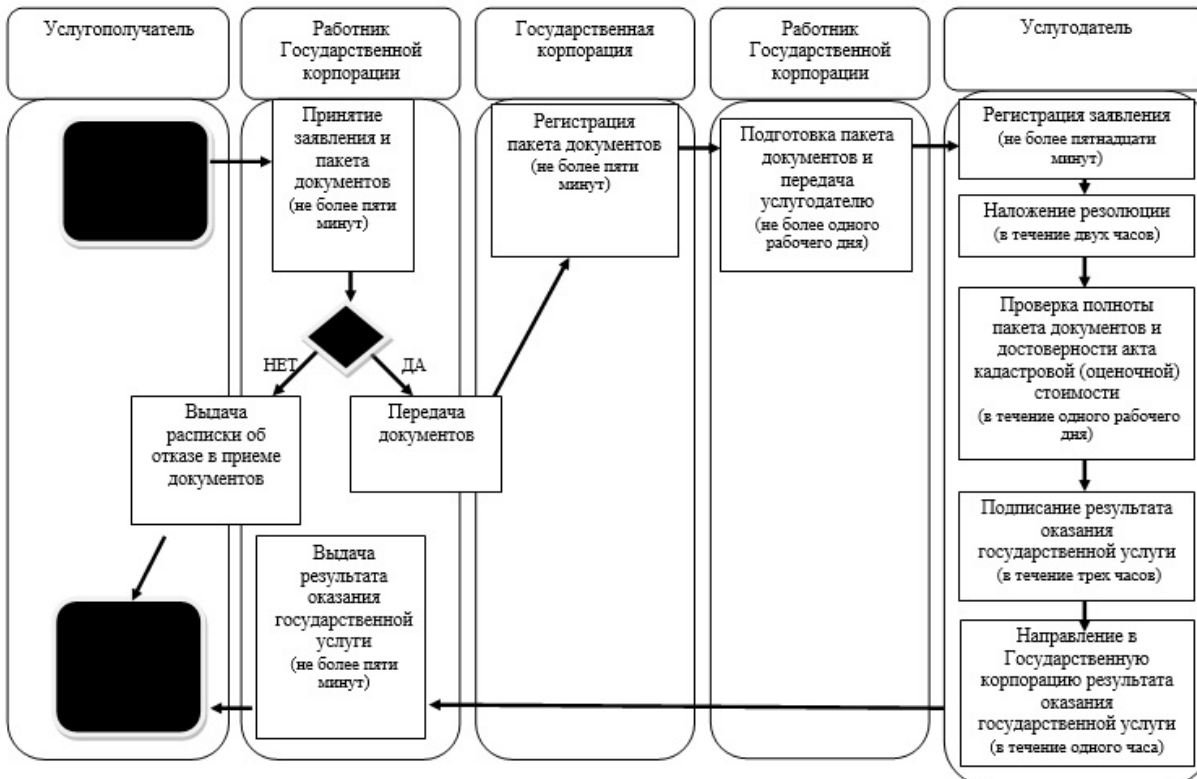 Услугополучатель
Работник
Государственной
корпорации
Государственная
корпорация
Работник
Государственной
корпорации
Услугодатель
Принятие
заявления и
пакета
документов
(не более пяти
минут)
НЕТ
ДА
Выдача
расписки об
отказе в приеме
документов
Передача
документов
Выдача
результата
оказания
государственной
услуги
(не более пяти
минут)
Регистрация
пакета документов
(не более пяти
минут)
Подготовка пакета
документов и
передача
услугодателю
(не более одного
рабочего дня)
Регистрация заявления
(не более пятнадцати
минут)
Наложение резолюции
(в течение двух часов)
Проверка полноты
пакета документов и
достоверности акта
кадастровой (оценочной)
стоимости
(в течение одного рабочего
дня)
Подписание результата
оказания
государственной услуги
(в течение трех часов)
Направление в
Государственную
корпорацию результата
оказания
государственной услуги
(в течение одного часа)